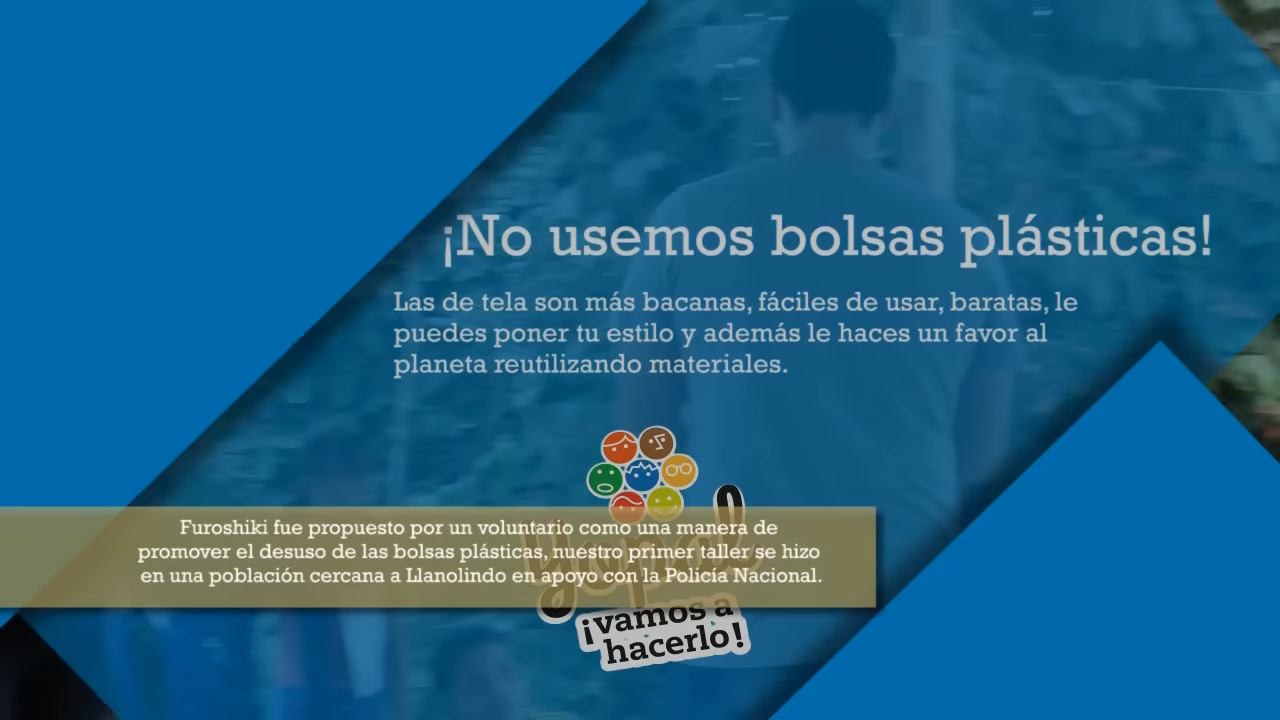 ¡No usemos bolsas plásticas!
Las de tela son más bacanas, fáciles de usar, baratas, le
puedes poner tu estilo y además le haces un favor al
planeta reutilizando materiales.
Furoshiki fue propuesto por un voluntario como una manera de
promover el desuso de las bolsas plásticas, nuestro primer taller se hizo
en una población cercana a Llanolindo en apoyo con la Policía Nacional.
Yopal
¡vamos a
hacerlo!